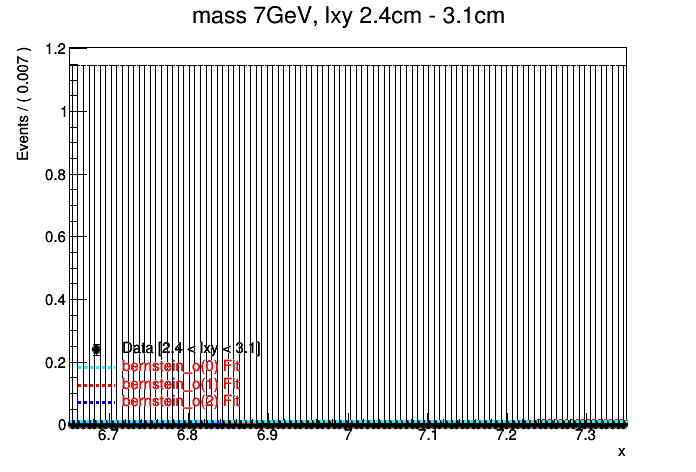 mass 7GeV, lxy 2.4cm - 3.1cm
Events / ( 0.007 )
1.2
1
0.8
0.6
0.4
0.2
0
Data [2.4 < lxy < 3.1]
bernstein_o(0) Fit
bernstein_o(1) Fit
bernstein_o(2) Fit
6.7 6.8 6.9 7 7.1 7.2 7.3
x